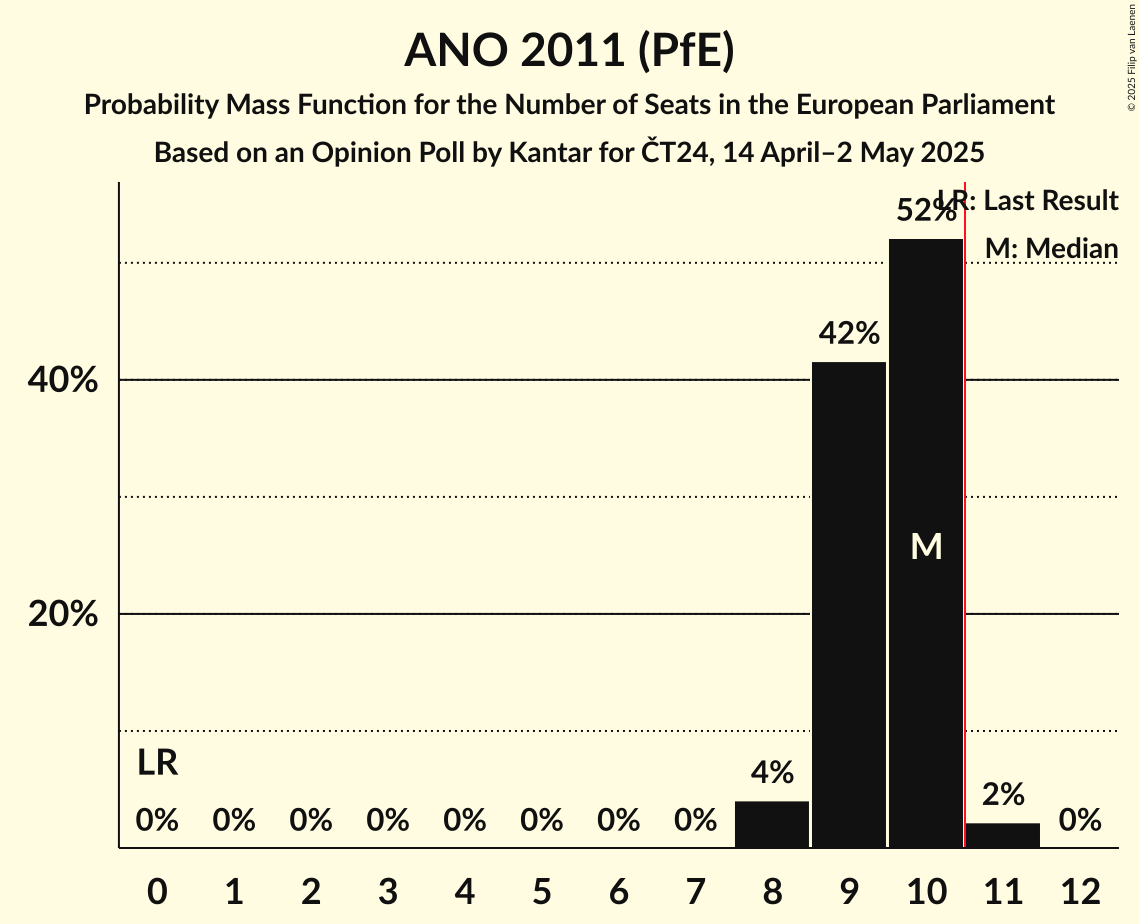 ANO 2011 (PfE)
Probability Mass Function for the Number of Seats in the European Parliament
Based on an Opinion Poll by Kantar for ČT24, 14 April–2 May 2025
© 2025 Filip van Laenen
LR: Last Result
M: Median
52%
42%
40%
M
20%
LR
4%
2%
0% 0% 0% 0% 0% 0% 0% 0% 0%
0 1 2 3 4 5 6 7 8 9 10 11 12